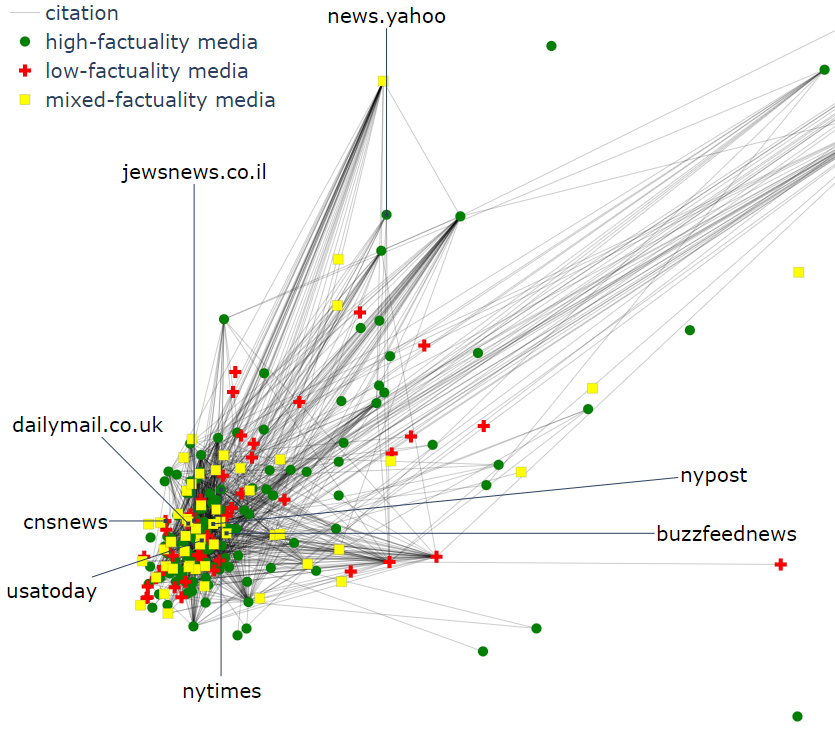 news.yahoo
citation
high-factuality media
low-factuality media
mixed-factuality media
jewsnews.co.il
dailymail.co.uk
nypost
cnsnews
buzzfeednews
usatoday
nytimes